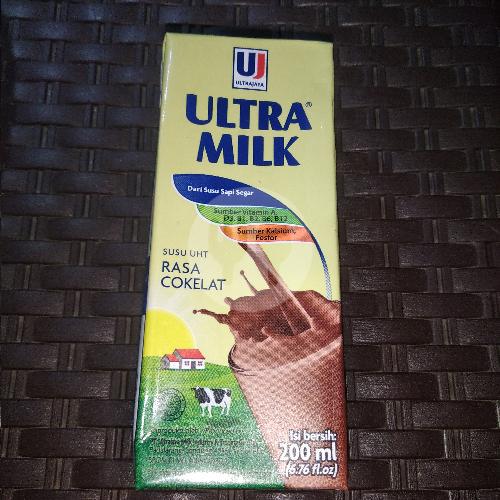 UJ
ULTRAJAYA
ULTRA®
MILK
Dari Susu Sapi Segar
Sumber Vitamin A,
D3, B1, B2, B6, B12
Sumber Kalsium,
Fosfor
SUSU UHT
RASA
COKELAT
Isi bersih:
200 ml
(6.76 fl.oz)